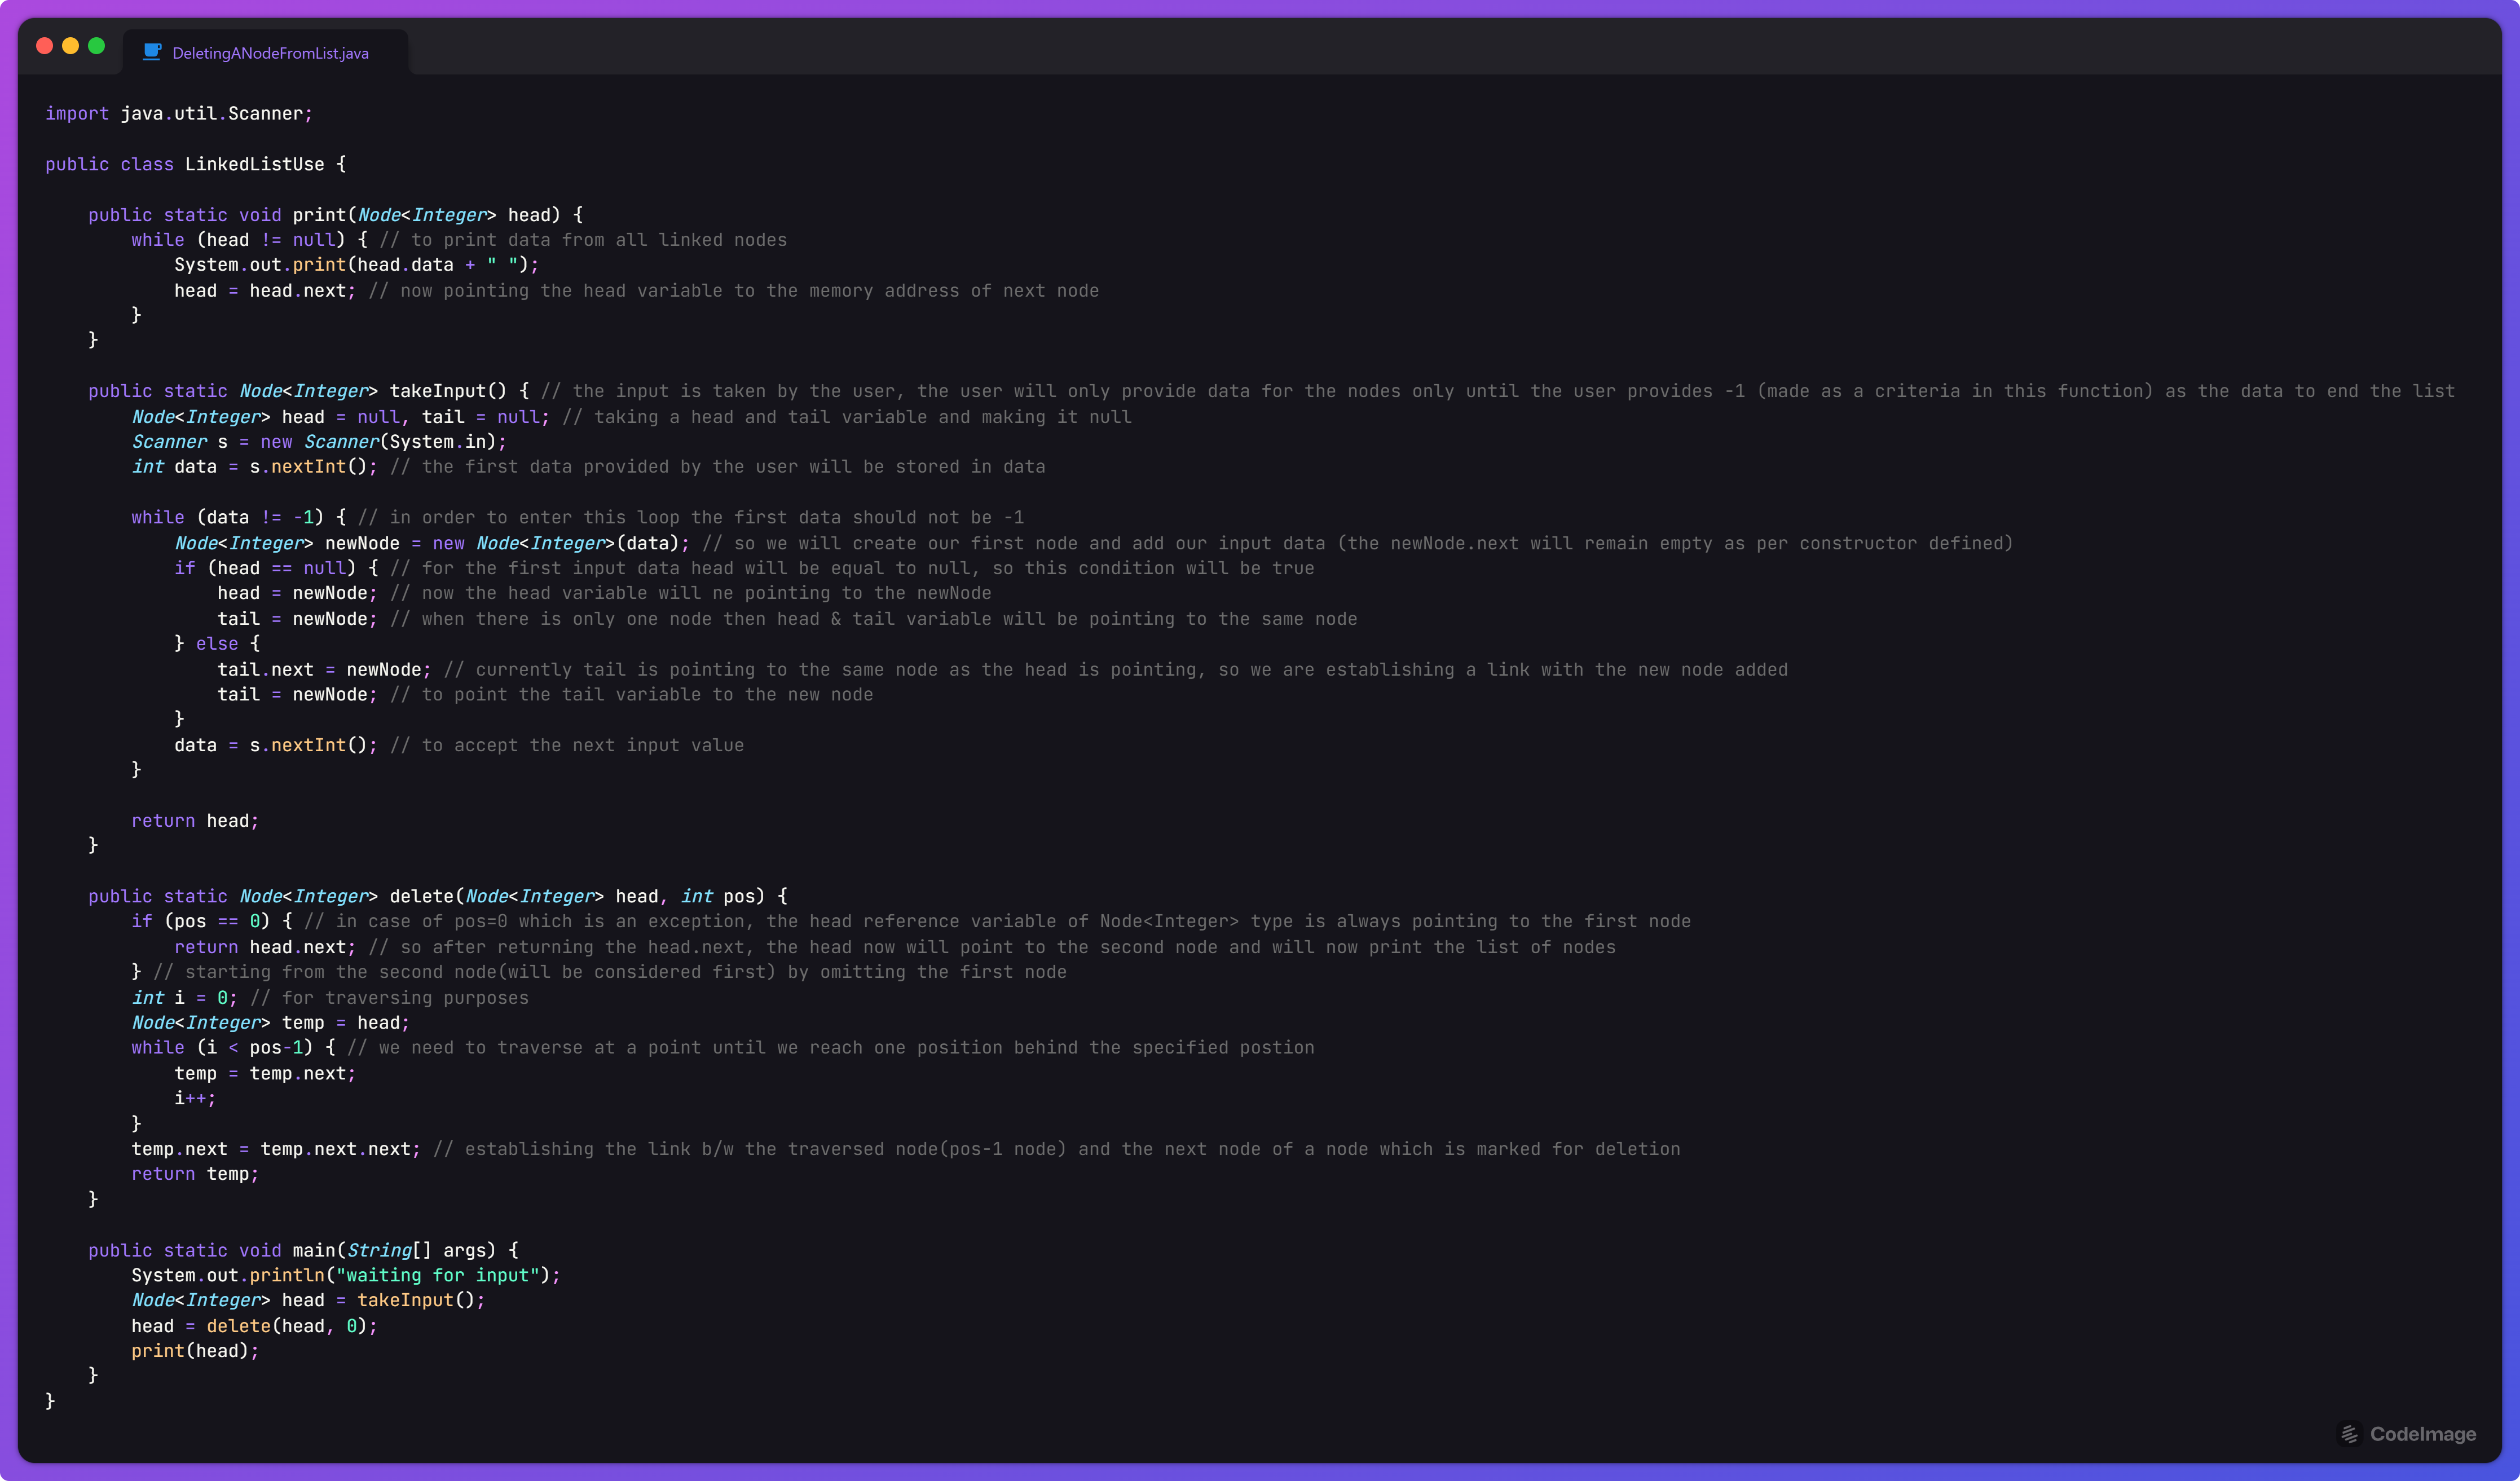 DeletingANodeFromList.java
import java.util.Scanner;
public class LinkedListUse {
public static void print(Node<Integer> head) {
while (head != null) { // to print data from all linked nodes
System.out.print(head.data + " ");
head = head.next; // now pointing the head variable to the memory address of next node
}
}
public static Node<Integer> takeInput() { // the input is taken by the user, the user will only provide data for the nodes only until the user provides -1 (made as a criteria in this function) as the data to end the list
Node<Integer> head = null, tail = null; // taking a head and tail variable and making it null
Scanner s = new Scanner(System.in);
int data = s.nextInt(); // the first data provided by the user will be stored in data
while (data != -1) { // in order to enter this loop the first data should not be -1
Node<Integer> newNode = new Node<Integer>(data); // so we will create our first node and add our input data (the newNode.next will remain empty as per constructor defined)
if (head == null) { // for the first input data head will be equal to null, so this condition will be true
head = newNode; // now the head variable will ne pointing to the newNode
tail = newNode; // when there is only one node then head & tail variable will be pointing to the same node
} else {
tail.next = newNode; // currently tail is pointing to the same node as the head is pointing, so we are establishing a link with the new node added
tail = newNode; // to point the tail variable to the new node
}
data = s.nextInt(); // to accept the next input value
}
return head;
}
public static Node<Integer> delete(Node<Integer> head, int pos) {
if (pos == 0) { // in case of pos=0 which is an exception, the head reference variable of Node<Integer> type is always pointing to the first node
return head.next; // so after returning the head.next, the head now will point to the second node and will now print the list of nodes
} // starting from the second node(will be considered first) by omitting the first node
int i = 0; // for traversing purposes
Node<Integer> temp = head;
while (i < pos-1) { // we need to traverse at a point until we reach one position behind the specified postion
temp = temp.next;
i++;
}
temp.next = temp.next.next; // establishing the link b/w the traversed node(pos-1 node) and the next node of a node which is marked for deletion
return temp;
}
public static void main(String[] args) {
System.out.println("waiting for input");
Node<Integer> head = takeInput();
head = delete(head, 0);
print(head);
}
}
CodeImage